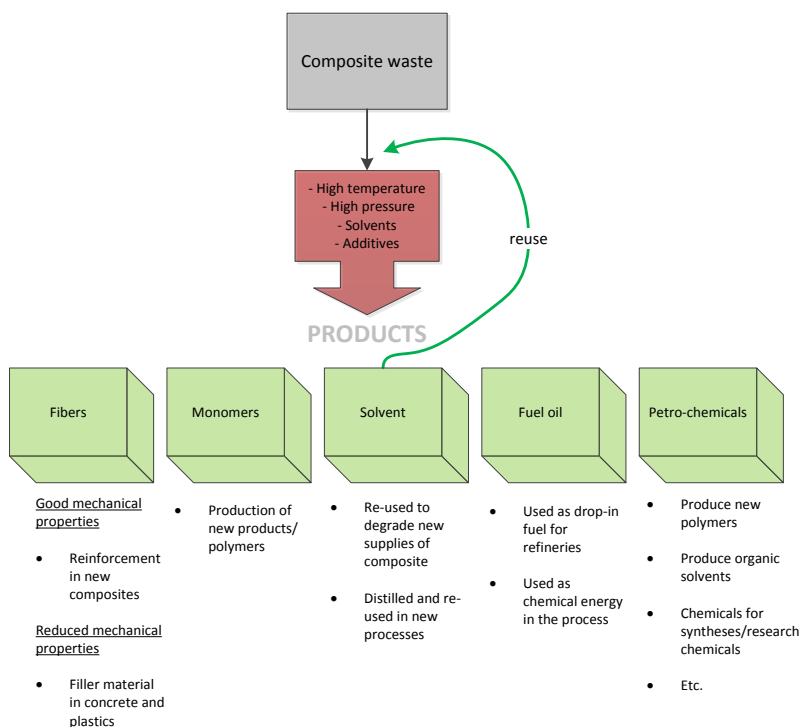 Composite waste
- High temperature
- High pressure
- Solvents
- Additives
reuse
PRODUCTS
Fibers
Monomers
Solvent
Fuel oil
Petro-chemicals
Good mechanical
properties
• Reinforcement
in new
composites
Reduced mechanical
properties
• Filler material
in concrete and
plastics
• Production of
new products/
polymers
• Re-used to
degrade new
supplies of
composite
• Distilled and re-
used in new
processes
• Used as drop-in
fuel for
refineries
• Used as
chemical energy
in the process
• Produce new
polymers
• Produce organic
solvents
• Chemicals for
syntheses/research
chemicals
• Etc.